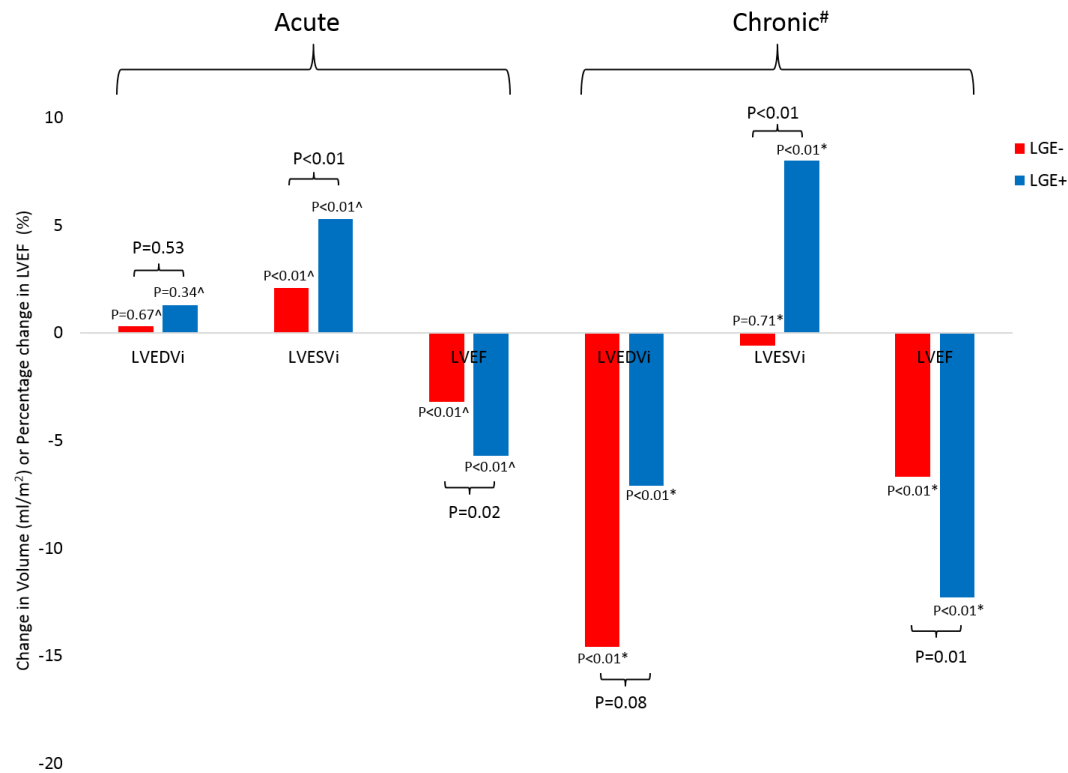 Acute
Chronic#
10
P<0.01
P<0.01*
LGE-
LGE+
P<0.01
P<0.01^
5
P=0.53
P<0.01^
P=0.34^
P=0.67^
P=0.71*
0
LVEDVi
LVESVi
LVEF
LVEDVi
LVESVi
LVEF
P<0.01^
P<0.01^
P=0.02
-5
P<0.01*
P<0.01*
-10
P<0.01*
P=0.01
-15
P<0.01*
P=0.08
-20
Change in Volume (ml/m²) or Percentage change in LVEF (%)